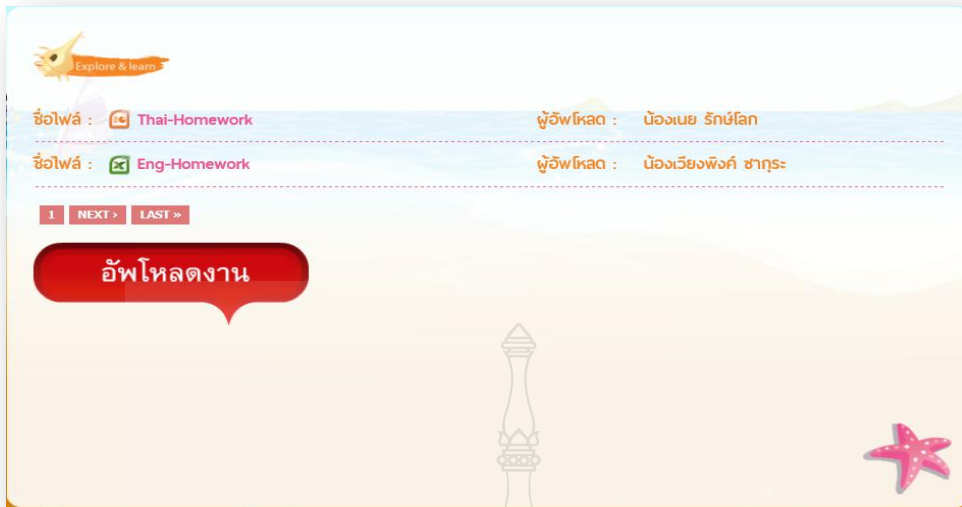 Explore & learn
ชื่อไฟล์ : Thai-Homework ผู้อัพโหลด : น้องเนย รักษ์โลก
ชื่อไฟล์ : Eng-Homework ผู้อัพโหลด : น้องเวียงพิงค์ ซากุระ
1 NEXT › LAST »
อัพโหลดงาน